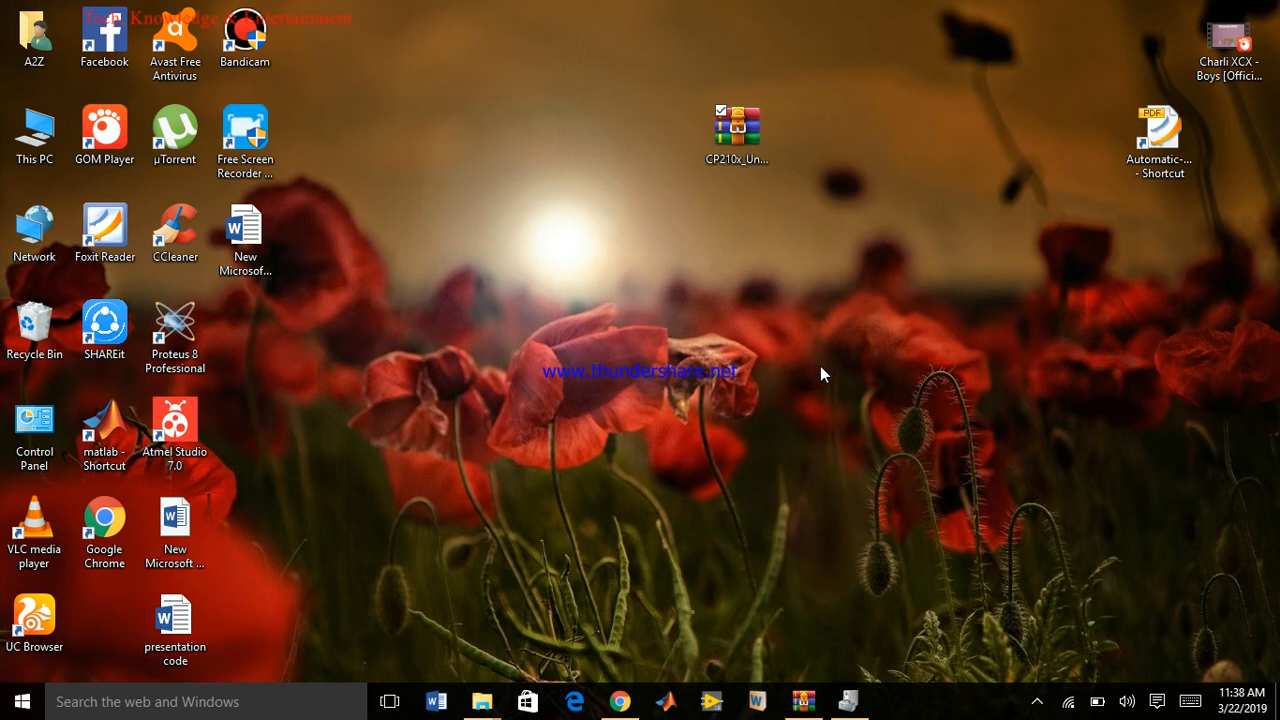 Tech, Knowledge & Entertainment
A2Z
Facebook
Avast Free
Antivirus
Bandicam
Charli XCX -
Boys [Offici...
This PC
GOM Player
µTorrent
Free Screen
Recorder ...
CP210x_Un...
PDF
Automatic-...
- Shortcut
Network
Foxit Reader
CCleaner
New
Microsof...
Recycle Bin
SHAREit
Proteus 8
Professional
www.thundershare.net
Control
Panel
matlab -
Shortcut
Atmel Studio
7.0
VLC media
player
Google
Chrome
New
Microsoft ...
UC Browser
presentation
code
Search the web and Windows
11:38 AM
3/22/2019